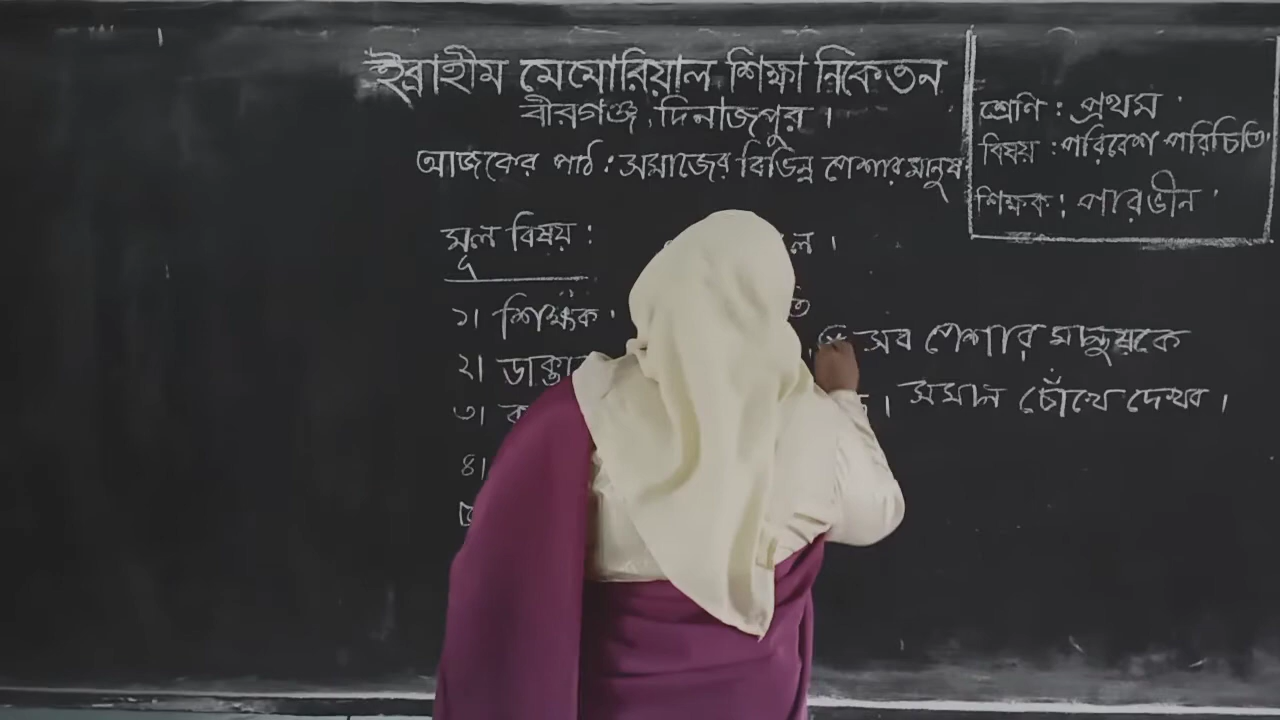 ইব্রাহীম মেমোরিয়াল শিক্ষা নিকেতন
বীরগঞ্জ, দিনাজপুর।
আজকের পাঠ : সমাজের বিভিন্ন পেশার মানুষ
শ্রেণি : প্রথম
বিষয় : পরিবেশ পরিচিতি
শিক্ষক : পারভীন
মূল বিষয় :
১। শিক্ষক
২।
৩।
৪।
সব পেশার মানুষকে
সমান চোঁখে দেখব।